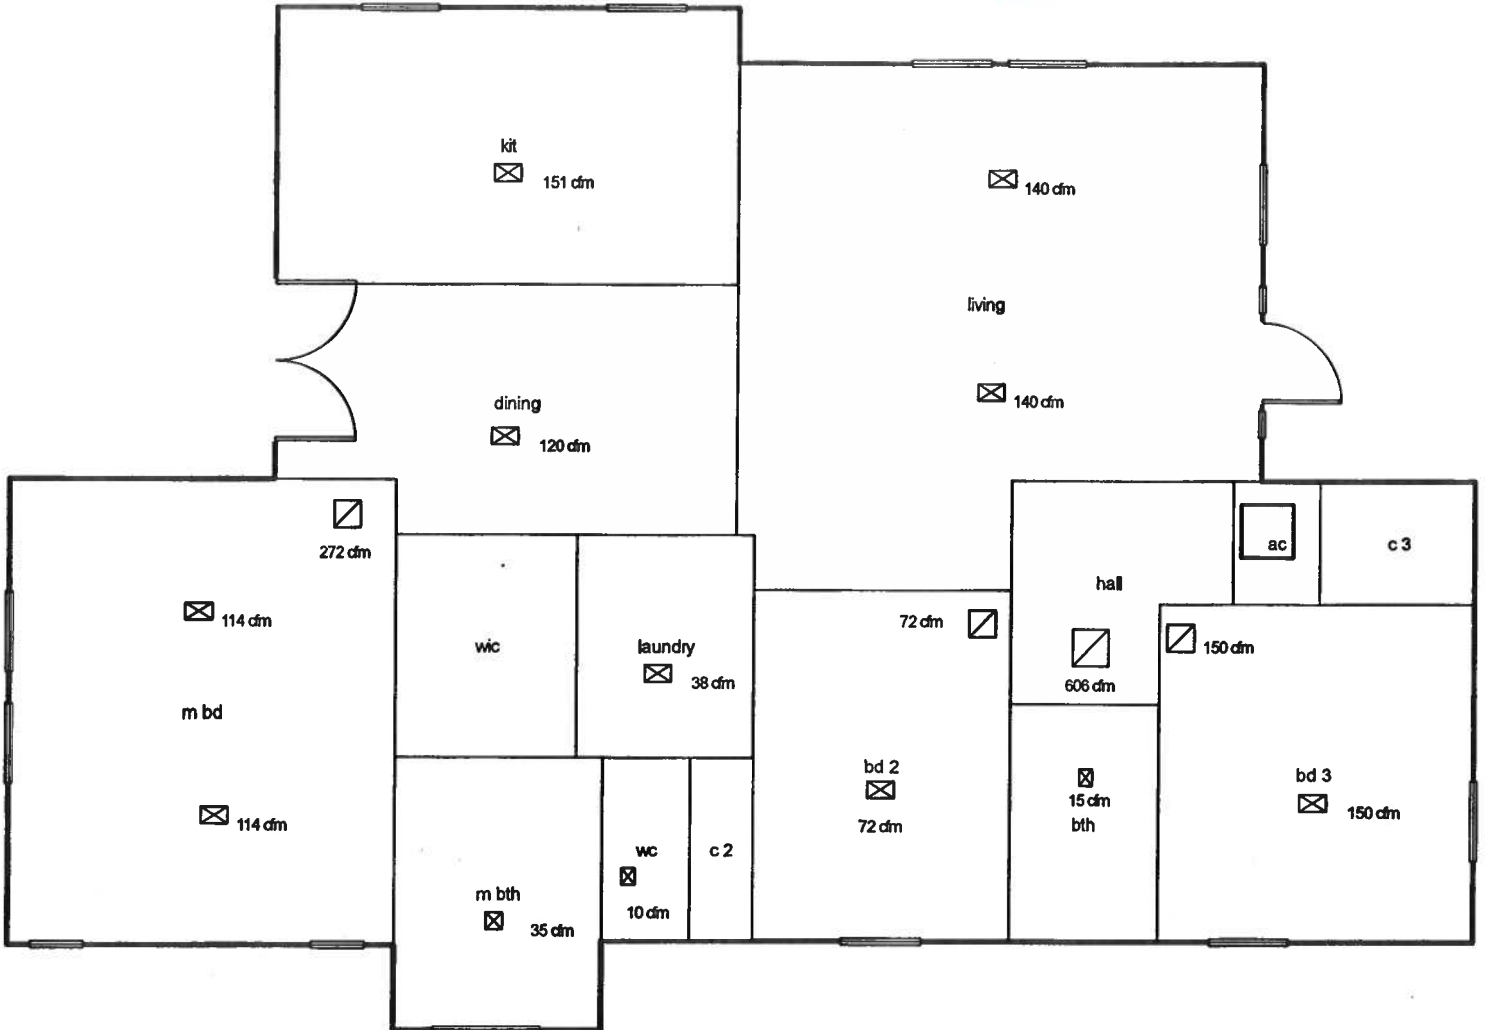 kit
151 cfm
140 cfm
living
dining
120 cfm
140 cfm
272 cfm
ac
c 3
hall
114 cfm
72 cfm
wic
laundry
38 cfm
150 cfm
606 cfm
m bd
bd 2
bd 3
114 cfm
72 cfm
15 cfm
bth
150 cfm
wc
c 2
m bth
10 cfm
35 cfm